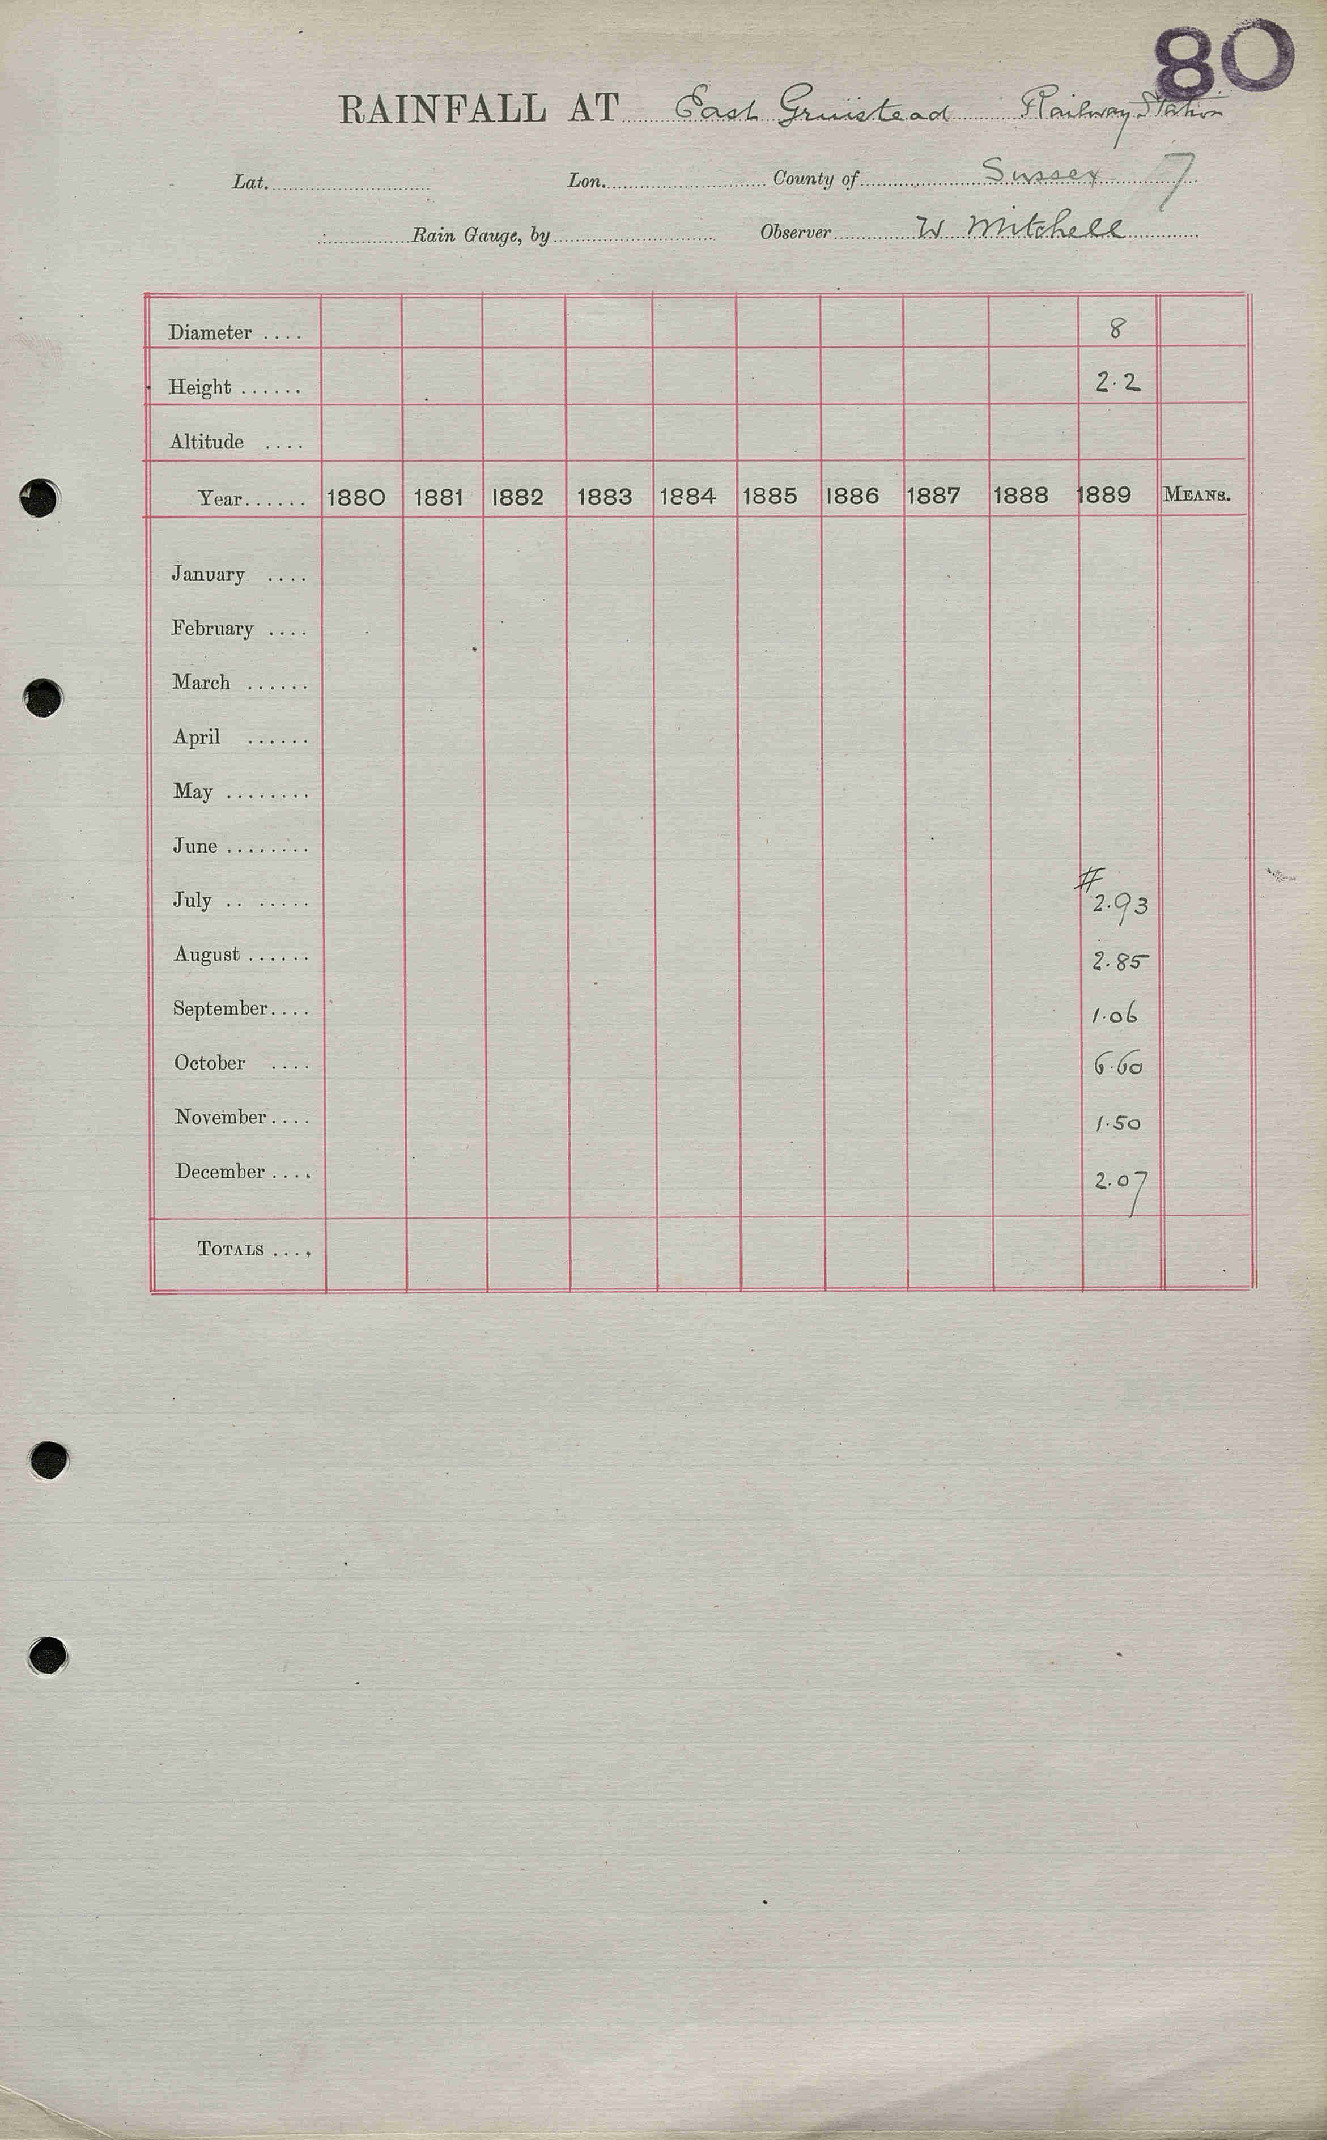 80
RAINFALL AT East Grinstead Railway Station
Lat. Lon. County of Sussex 7
Rain Gauge, by Observer W Mitchell
Diameter .... 8
Height ...... 2.2
Altitude ....
Year...... 1880 1881 1882 1883 1884 1885 1886 1887 1888 1889 MEANS.
January ....
February ....
March ......
April ......
May ........
June ........
July .. ...... # 2.93
August ...... 2.85
September.... 1.06
October .... 6.60
November.... 1.50
December .... 2.07
TOTALS ....